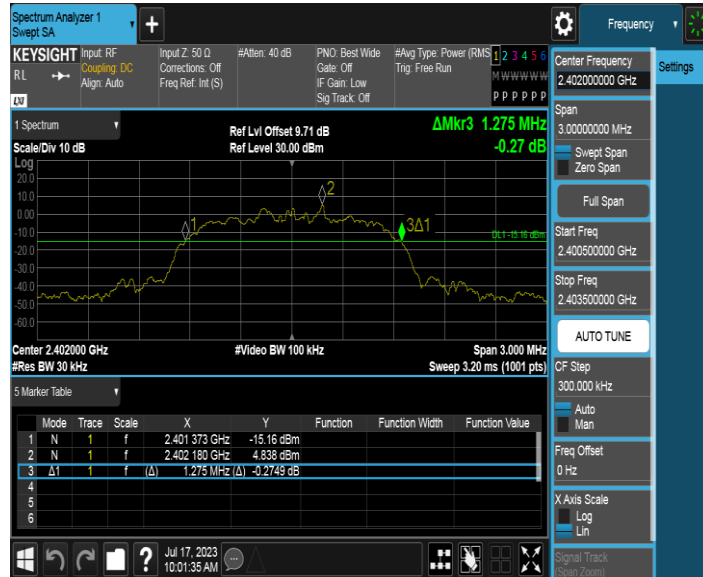 Spectrum Analyzer 1
Swept SA
Frequency
KEYSIGHT
RL
LXI
Input: RF
Coupling: DC
Align: Auto
Input Z: 50 Ω
Corrections: Off
Freq Ref: Int (S)
#Atten: 40 dB
PNO: Best Wide
Gate: Off
IF Gain: Low
Sig Track: Off
#Avg Type: Power (RMS
Trig: Free Run
1 2 3 4 5 6
M W W W W W
P P P P P P
Settings
Center Frequency
2.402000000 GHz
Span
3.00000000 MHz
Swept Span
Zero Span
Full Span
Start Freq
2.400500000 GHz
Stop Freq
2.403500000 GHz
AUTO TUNE
CF Step
300.000 kHz
Auto
Man
Freq Offset
0 Hz
X Axis Scale
Log
Lin
Signal Track
(Span Zoom)
1 Spectrum
Scale/Div 10 dB
Ref Lvl Offset 9.71 dB
Ref Level 30.00 dBm
ΔMkr3 1.275 MHz
-0.27 dB
Log
20.0
10.0
0.00
-10.0
-20.0
-30.0
-40.0
-50.0
-60.0
1
2
3Δ1
DL1 -15.16 dBm
Center 2.402000 GHz
#Video BW 100 kHz
Span 3.000 MHz
#Res BW 30 kHz
Sweep 3.20 ms (1001 pts)
5 Marker Table
Mode Trace Scale X Y Function Function Width Function Value
1 N 1 f 2.401 373 GHz -15.16 dBm
2 N 1 f 2.402 180 GHz 4.838 dBm
3 Δ1 1 f (Δ) 1.275 MHz (Δ) -0.2749 dB
4
5
6
?
Jul 17, 2023
10:01:35 AM